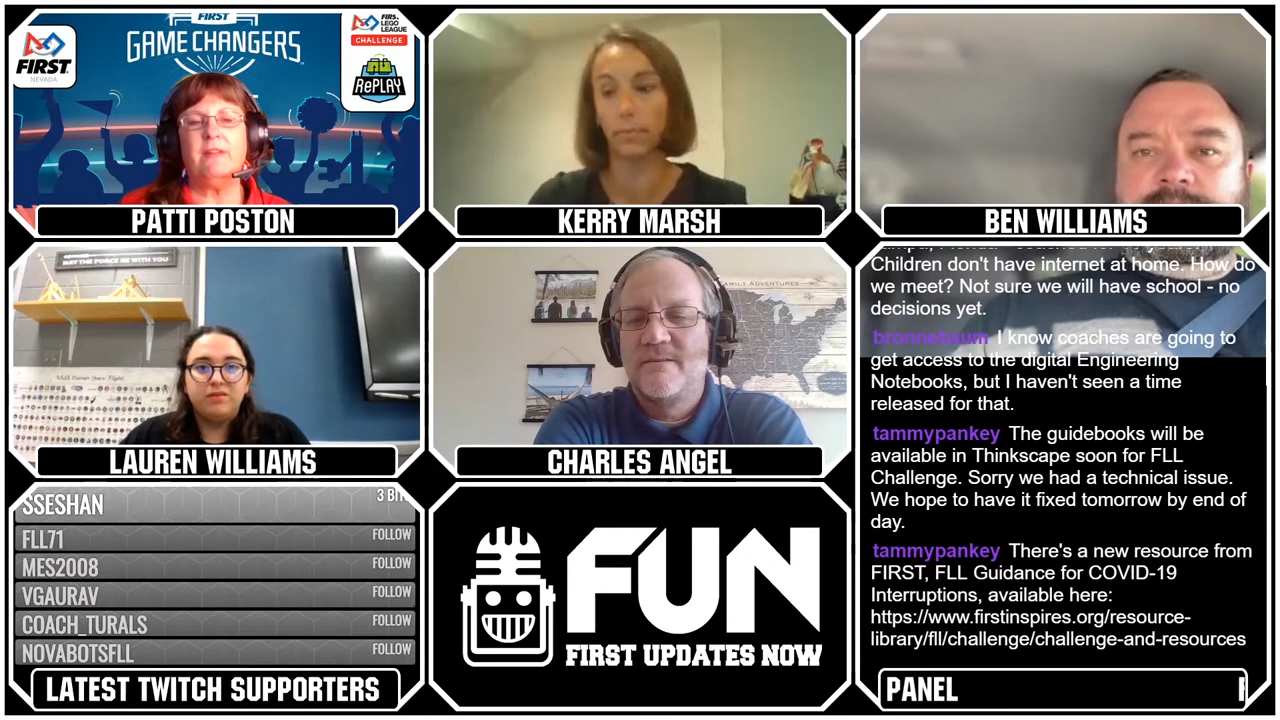 FIRST
GAME CHANGERS
FIRST
NEVADA
FIRST
LEGO
LEAGUE
CHALLENGE
RePLAY
PATTI POSTON
KERRY MARSH
BEN WILLIAMS
MAY THE FORCE BE WITH YOU
LAUREN WILLIAMS
FAMILY ADVENTURES
CHARLES ANGEL
Children don't have internet at home. How do
we meet? Not sure we will have school - no
decisions yet.
bronnebaum I know coaches are going to
get access to the digital Engineering
Notebooks, but I haven't seen a time
released for that.
tammypankey The guidebooks will be
available in Thinkscape soon for FLL
Challenge. Sorry we had a technical issue.
We hope to have it fixed tomorrow by end of
day.
tammypankey There's a new resource from
FIRST, FLL Guidance for COVID-19
Interruptions, available here:
https://www.firstinspires.org/resource-
library/fll/challenge/challenge-and-resources
PANEL
SSESHAN 3 BIT
FLL71 FOLLOW
MES2008 FOLLOW
VGAURAV FOLLOW
COACH_TURALS FOLLOW
NOVABOTSFLL FOLLOW
LATEST TWITCH SUPPORTERS
FUN
FIRST UPDATES NOW